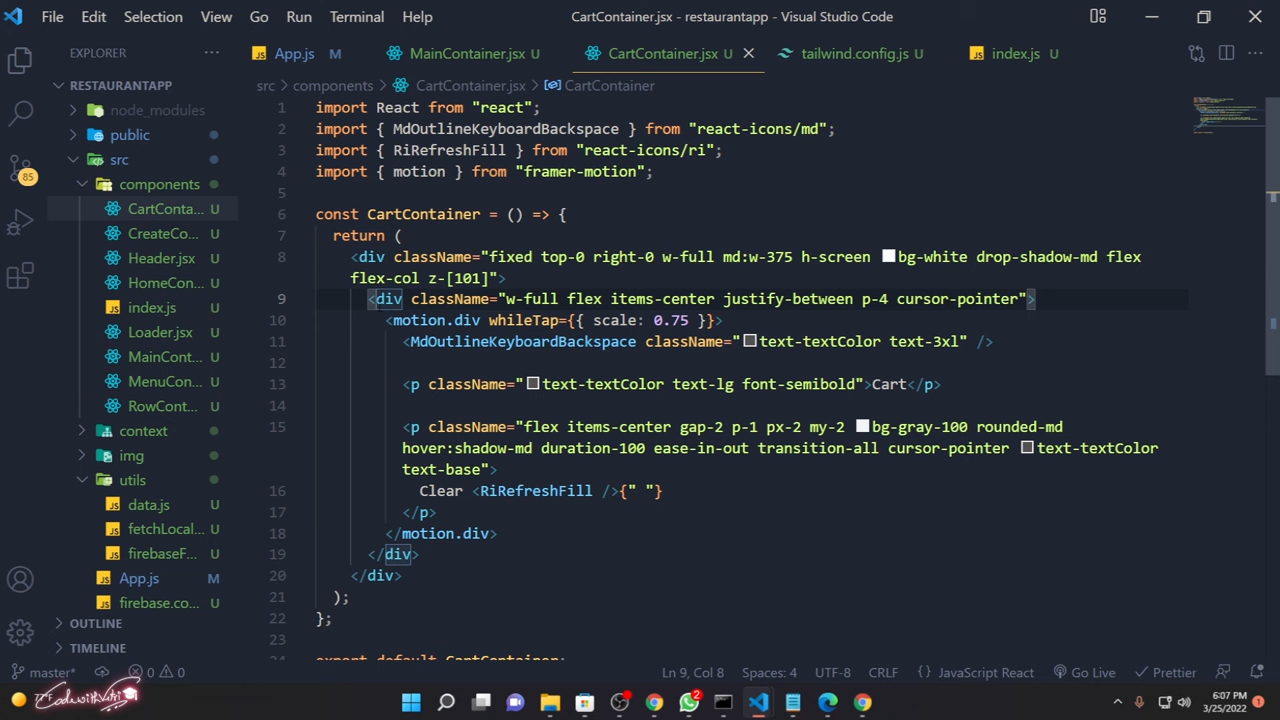 File Edit Selection View Go Run Terminal Help CartContainer.jsx - restaurantapp - Visual Studio Code
EXPLORER
App.js M MainContainer.jsx U CartContainer.jsx U tailwind.config.js U index.js U
RESTAURANTAPP
src > components > CartContainer.jsx > CartContainer
node_modules
public
src
components
CartConta... U
CreateCo... U
Header.jsx U
HomeCon... U
index.js U
Loader.jsx U
MainCont... U
MenuCon... U
RowCont... U
context
img
utils
data.js U
fetchLocal... U
firebaseF... U
App.js M
firebase.co... U
OUTLINE
TIMELINE
85
1 import React from "react";
2 import { MdOutlineKeyboardBackspace } from "react-icons/md";
3 import { RiRefreshFill } from "react-icons/ri";
4 import { motion } from "framer-motion";
5
6 const CartContainer = () => {
7 return (
8 <div className="fixed top-0 right-0 w-full md:w-375 h-screen bg-white drop-shadow-md flex
flex-col z-[101]">
9 <div className="w-full flex items-center justify-between p-4 cursor-pointer">
10 <motion.div whileTap={{ scale: 0.75 }}>
11 <MdOutlineKeyboardBackspace className="text-textColor text-3xl" />
12
13 <p className="text-textColor text-lg font-semibold">Cart</p>
14
15 <p className="flex items-center gap-2 p-1 px-2 my-2 bg-gray-100 rounded-md
hover:shadow-md duration-100 ease-in-out transition-all cursor-pointer text-textColor
text-base">
16 Clear <RiRefreshFill />{" "}
17 </p>
18 </motion.div>
19 </div>
20 </div>
21 );
22 };
23
24 export default CartContainer;
master* 0 0 Ln 9, Col 8 Spaces: 4 UTF-8 CRLF {} JavaScript React Go Live Prettier
2
6:07 PM
3/25/2022
1